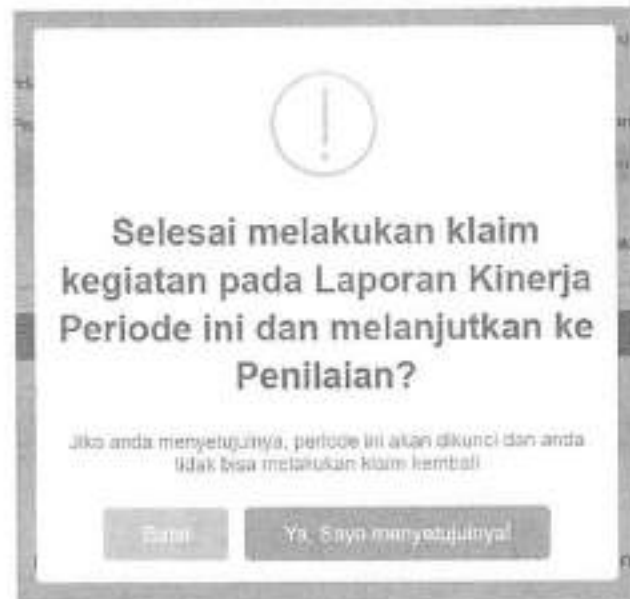 Selesai melakukan klaim
kegiatan pada Laporan Kinerja
Periode ini dan melanjutkan ke
Penilaian?
Jika anda menyetujuinya, periode ini akan dikunci dan anda
tidak bisa melakukan klaim kembali
Batal
Ya, Saya menyetujuinya!